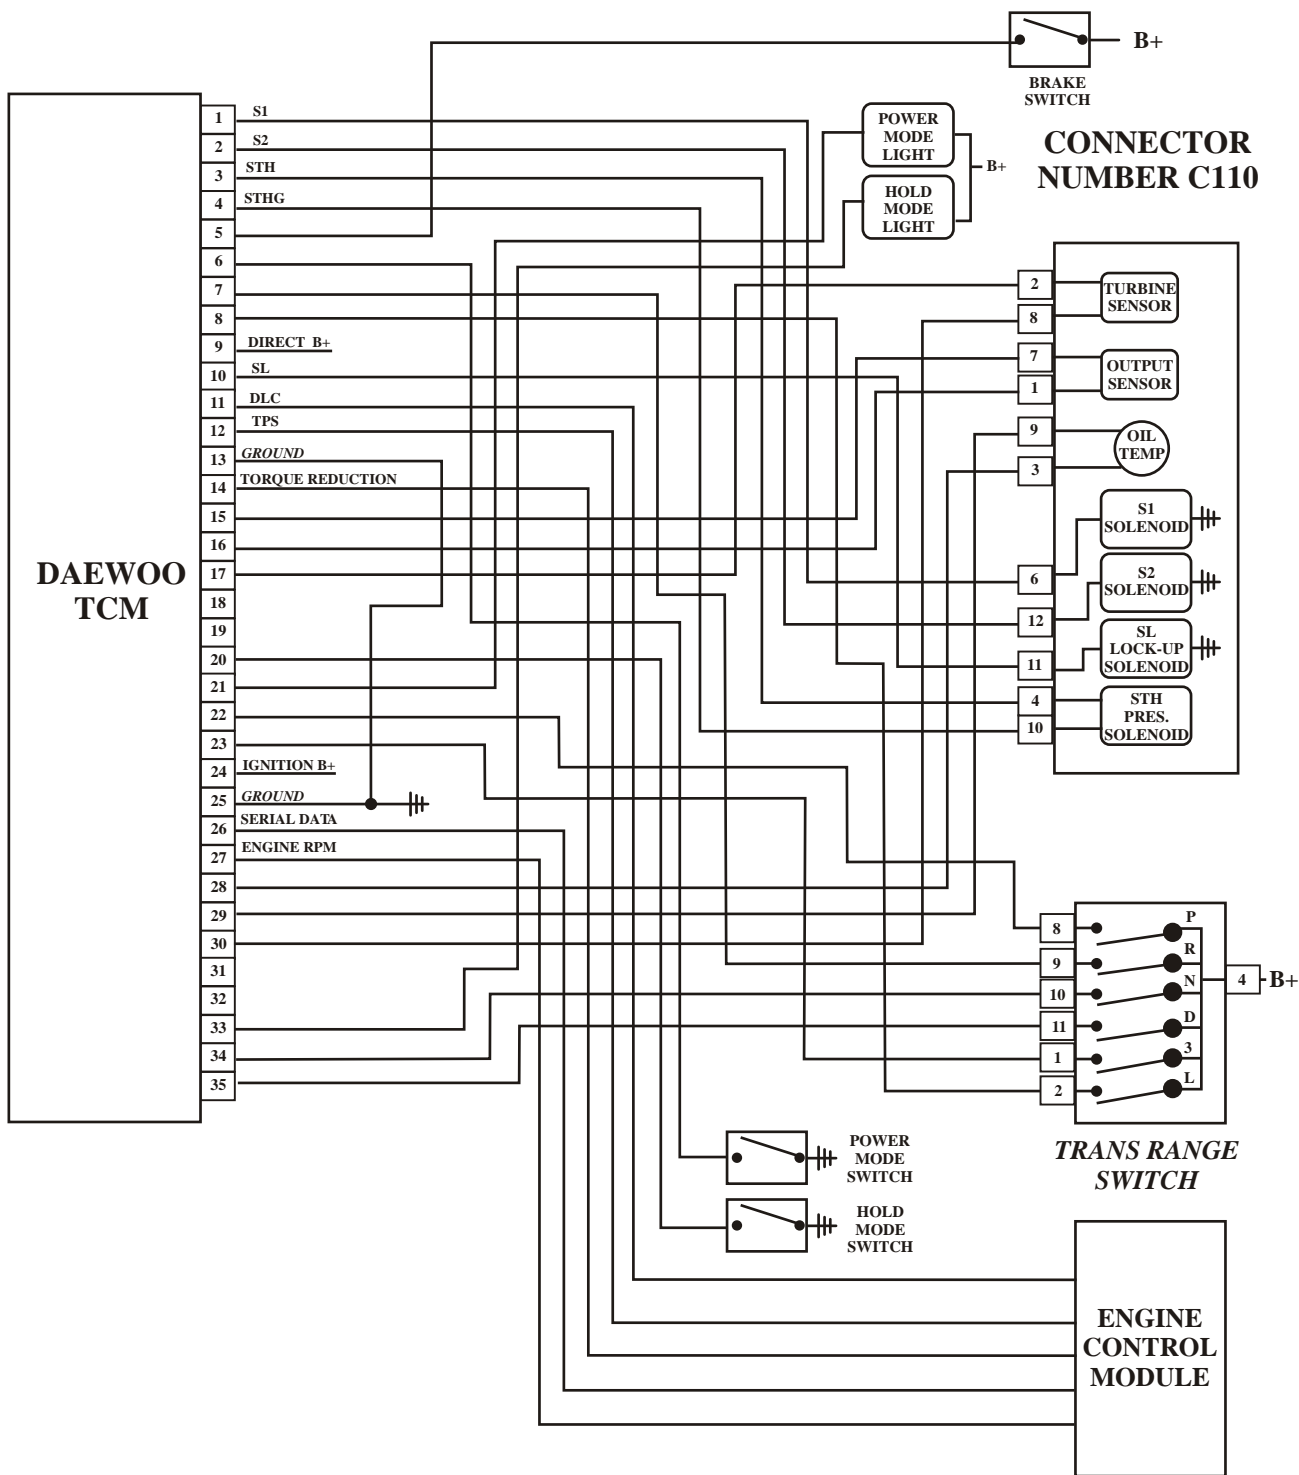 B+
BRAKE
SWITCH
CONNECTOR
NUMBER C110
POWER
MODE
LIGHT
B+
HOLD
MODE
LIGHT
DAEWOO
TCM
1 S1
2 S2
3 STH
4 STHG
5
6
7
8
9 DIRECT B+
10 SL
11 DLC
12 TPS
13 GROUND
14 TORQUE REDUCTION
15
16
17
18
19
20
21
22
23
24 IGNITION B+
25 GROUND
26 SERIAL DATA
27 ENGINE RPM
28
29
30
31
32
33
34
35
2
8
TURBINE
SENSOR
7
1
OUTPUT
SENSOR
9
3
OIL
TEMP
6
S1
SOLENOID
12
S2
SOLENOID
11
SL
LOCK-UP
SOLENOID
4
10
STH
PRES.
SOLENOID
8 P
9 R
10 N
11 D
1 3
2 L
4 B+
TRANS RANGE
SWITCH
POWER
MODE
SWITCH
HOLD
MODE
SWITCH
ENGINE
CONTROL
MODULE